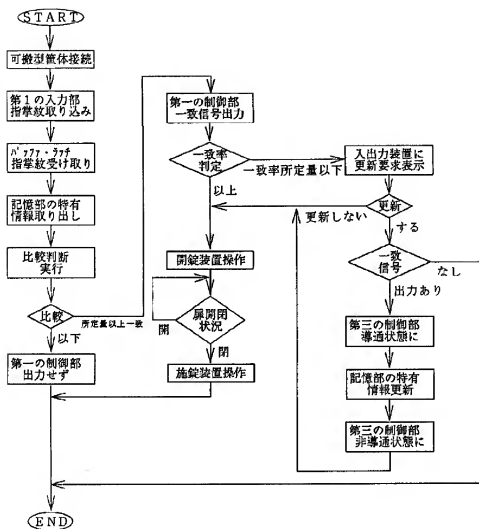 START
可搬型筐体接続
第1の入力部
指掌紋取り込み
バッファ・ラッチ
指掌紋受け取り
記憶部の特有
情報取り出し
比較判断
実行
比較
所定量以上一致
以下
第一の制御部
出力せず
END
第一の制御部
一致信号出力
一致率
判定
一致率所定量以下
以上
開錠装置操作
扉開閉
状況
開
閉
施錠装置操作
入出力装置に
更新要求表示
更新
更新しない
する
一致
信号
なし
出力あり
第三の制御部
導通状態に
記憶部の特有
情報更新
第三の制御部
非導通状態に